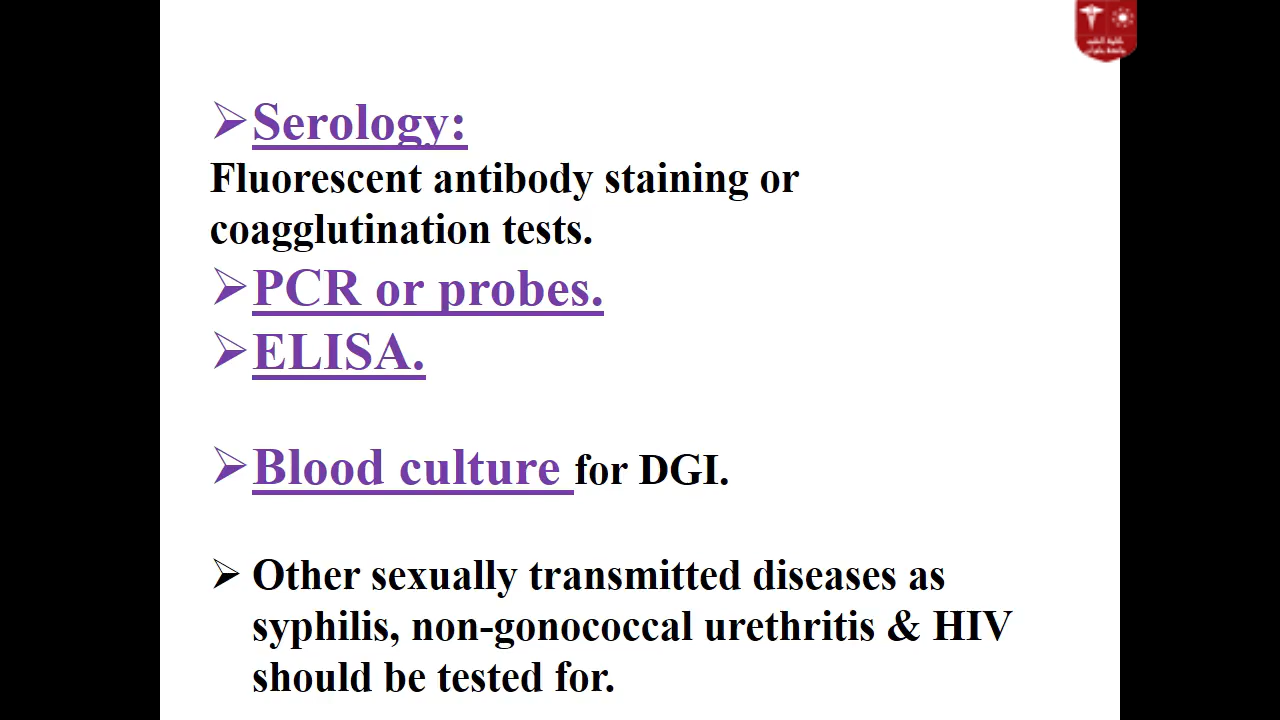 ➢Serology:
Fluorescent antibody staining or
coagglutination tests.
➢PCR or probes.
➢ELISA.
➢Blood culture for DGI.
➢ Other sexually transmitted diseases as
syphilis, non-gonococcal urethritis & HIV
should be tested for.